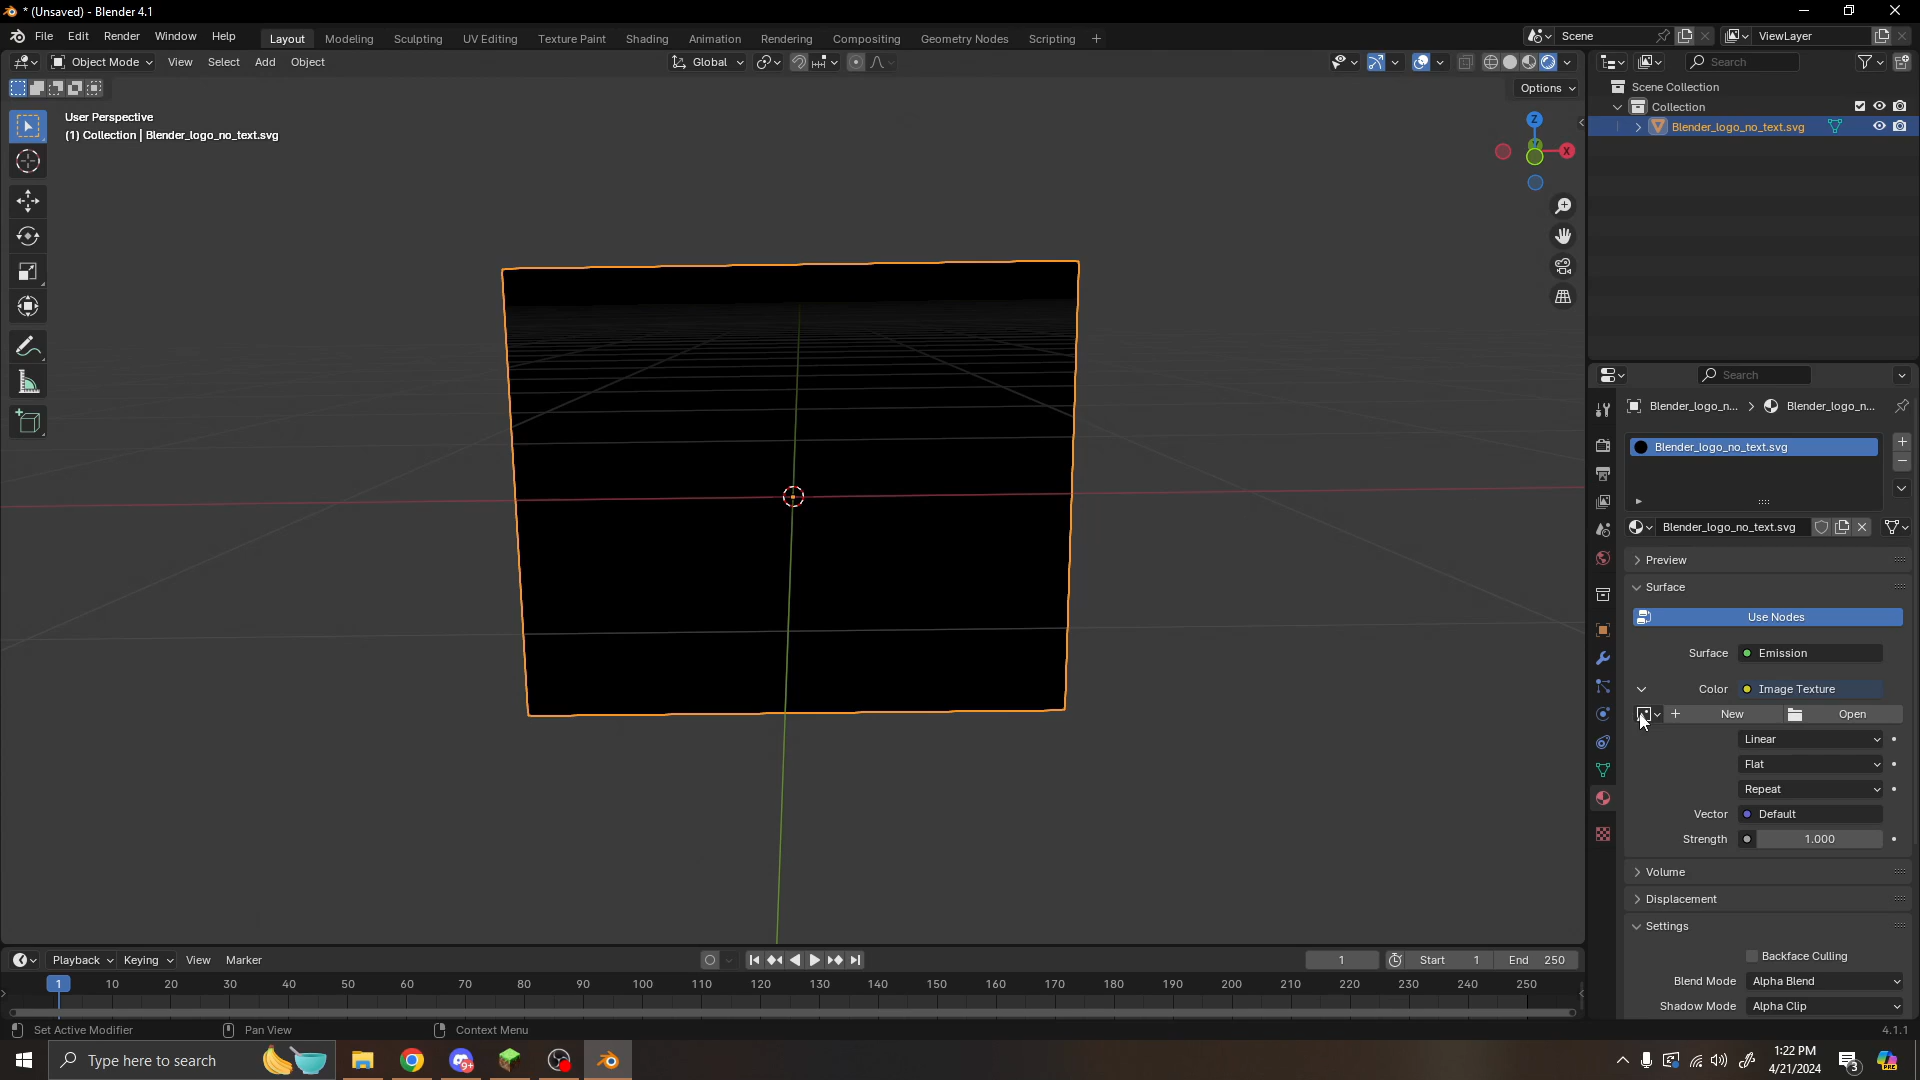 * (Unsaved) - Blender 4.1
File Edit Render Window Help
Layout Modeling Sculpting UV Editing Texture Paint Shading Animation Rendering Compositing Geometry Nodes Scripting +
Scene
ViewLayer
Object Mode View Select Add Object
Global
Search
Options
User Perspective
(1) Collection | Blender_logo_no_text.svg
Z
X
Scene Collection
Collection
Blender_logo_no_text.svg
Search
Blender_logo_n... > Blender_logo_n...
Blender_logo_no_text.svg
Blender_logo_no_text.svg
Preview
Surface
Use Nodes
Surface Emission
Color Image Texture
New Open
Linear
Flat
Repeat
Vector Default
Strength 1.000
Volume
Displacement
Settings
Backface Culling
Blend Mode Alpha Blend
Shadow Mode Alpha Clip
Playback Keying View Marker
1 Start 1 End 250
1 10 20 30 40 50 60 70 80 90 100 110 120 130 140 150 160 170 180 190 200 210 220 230 240 250
Set Active Modifier Pan View Context Menu
4.1.1
Type here to search
9+
1:22 PM
4/21/2024
3
PRE